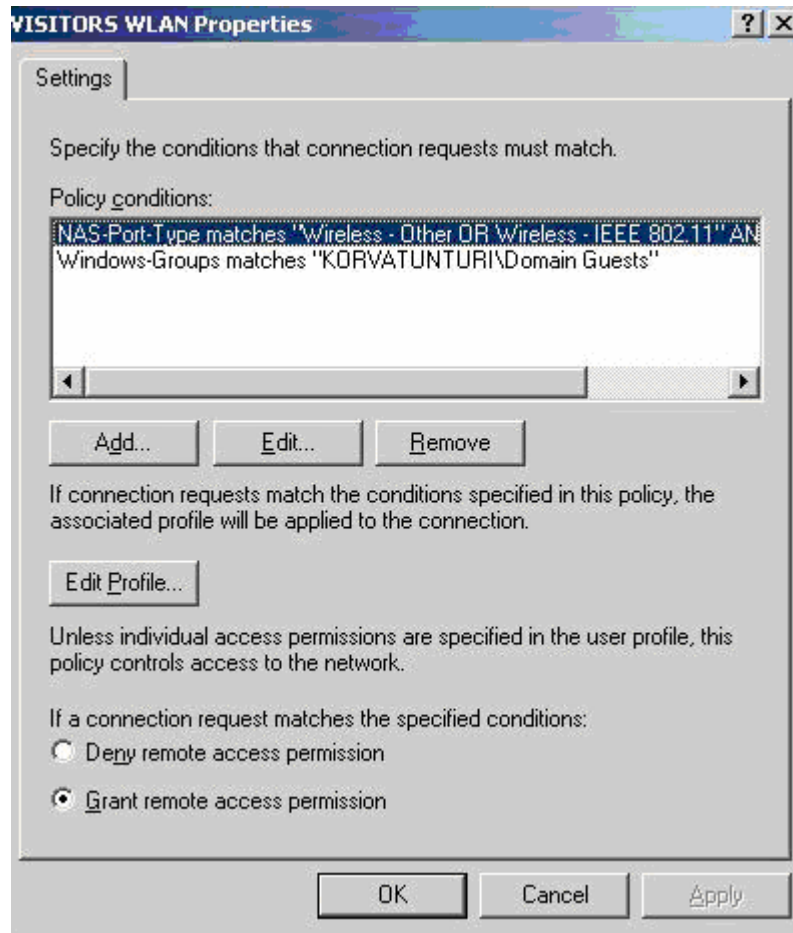 VISITORS WLAN Properties
Settings
Specify the conditions that connection requests must match.
Policy conditions:
NAS-Port-Type matches "Wireless - Other OR Wireless - IEEE 802.11" AN
Windows-Groups matches "KORVATUNTURI\Domain Guests"
Add... Edit... Remove
If connection requests match the conditions specified in this policy, the
associated profile will be applied to the connection.
Edit Profile...
Unless individual access permissions are specified in the user profile, this
policy controls access to the network.
If a connection request matches the specified conditions:
Deny remote access permission
Grant remote access permission
OK Cancel Apply